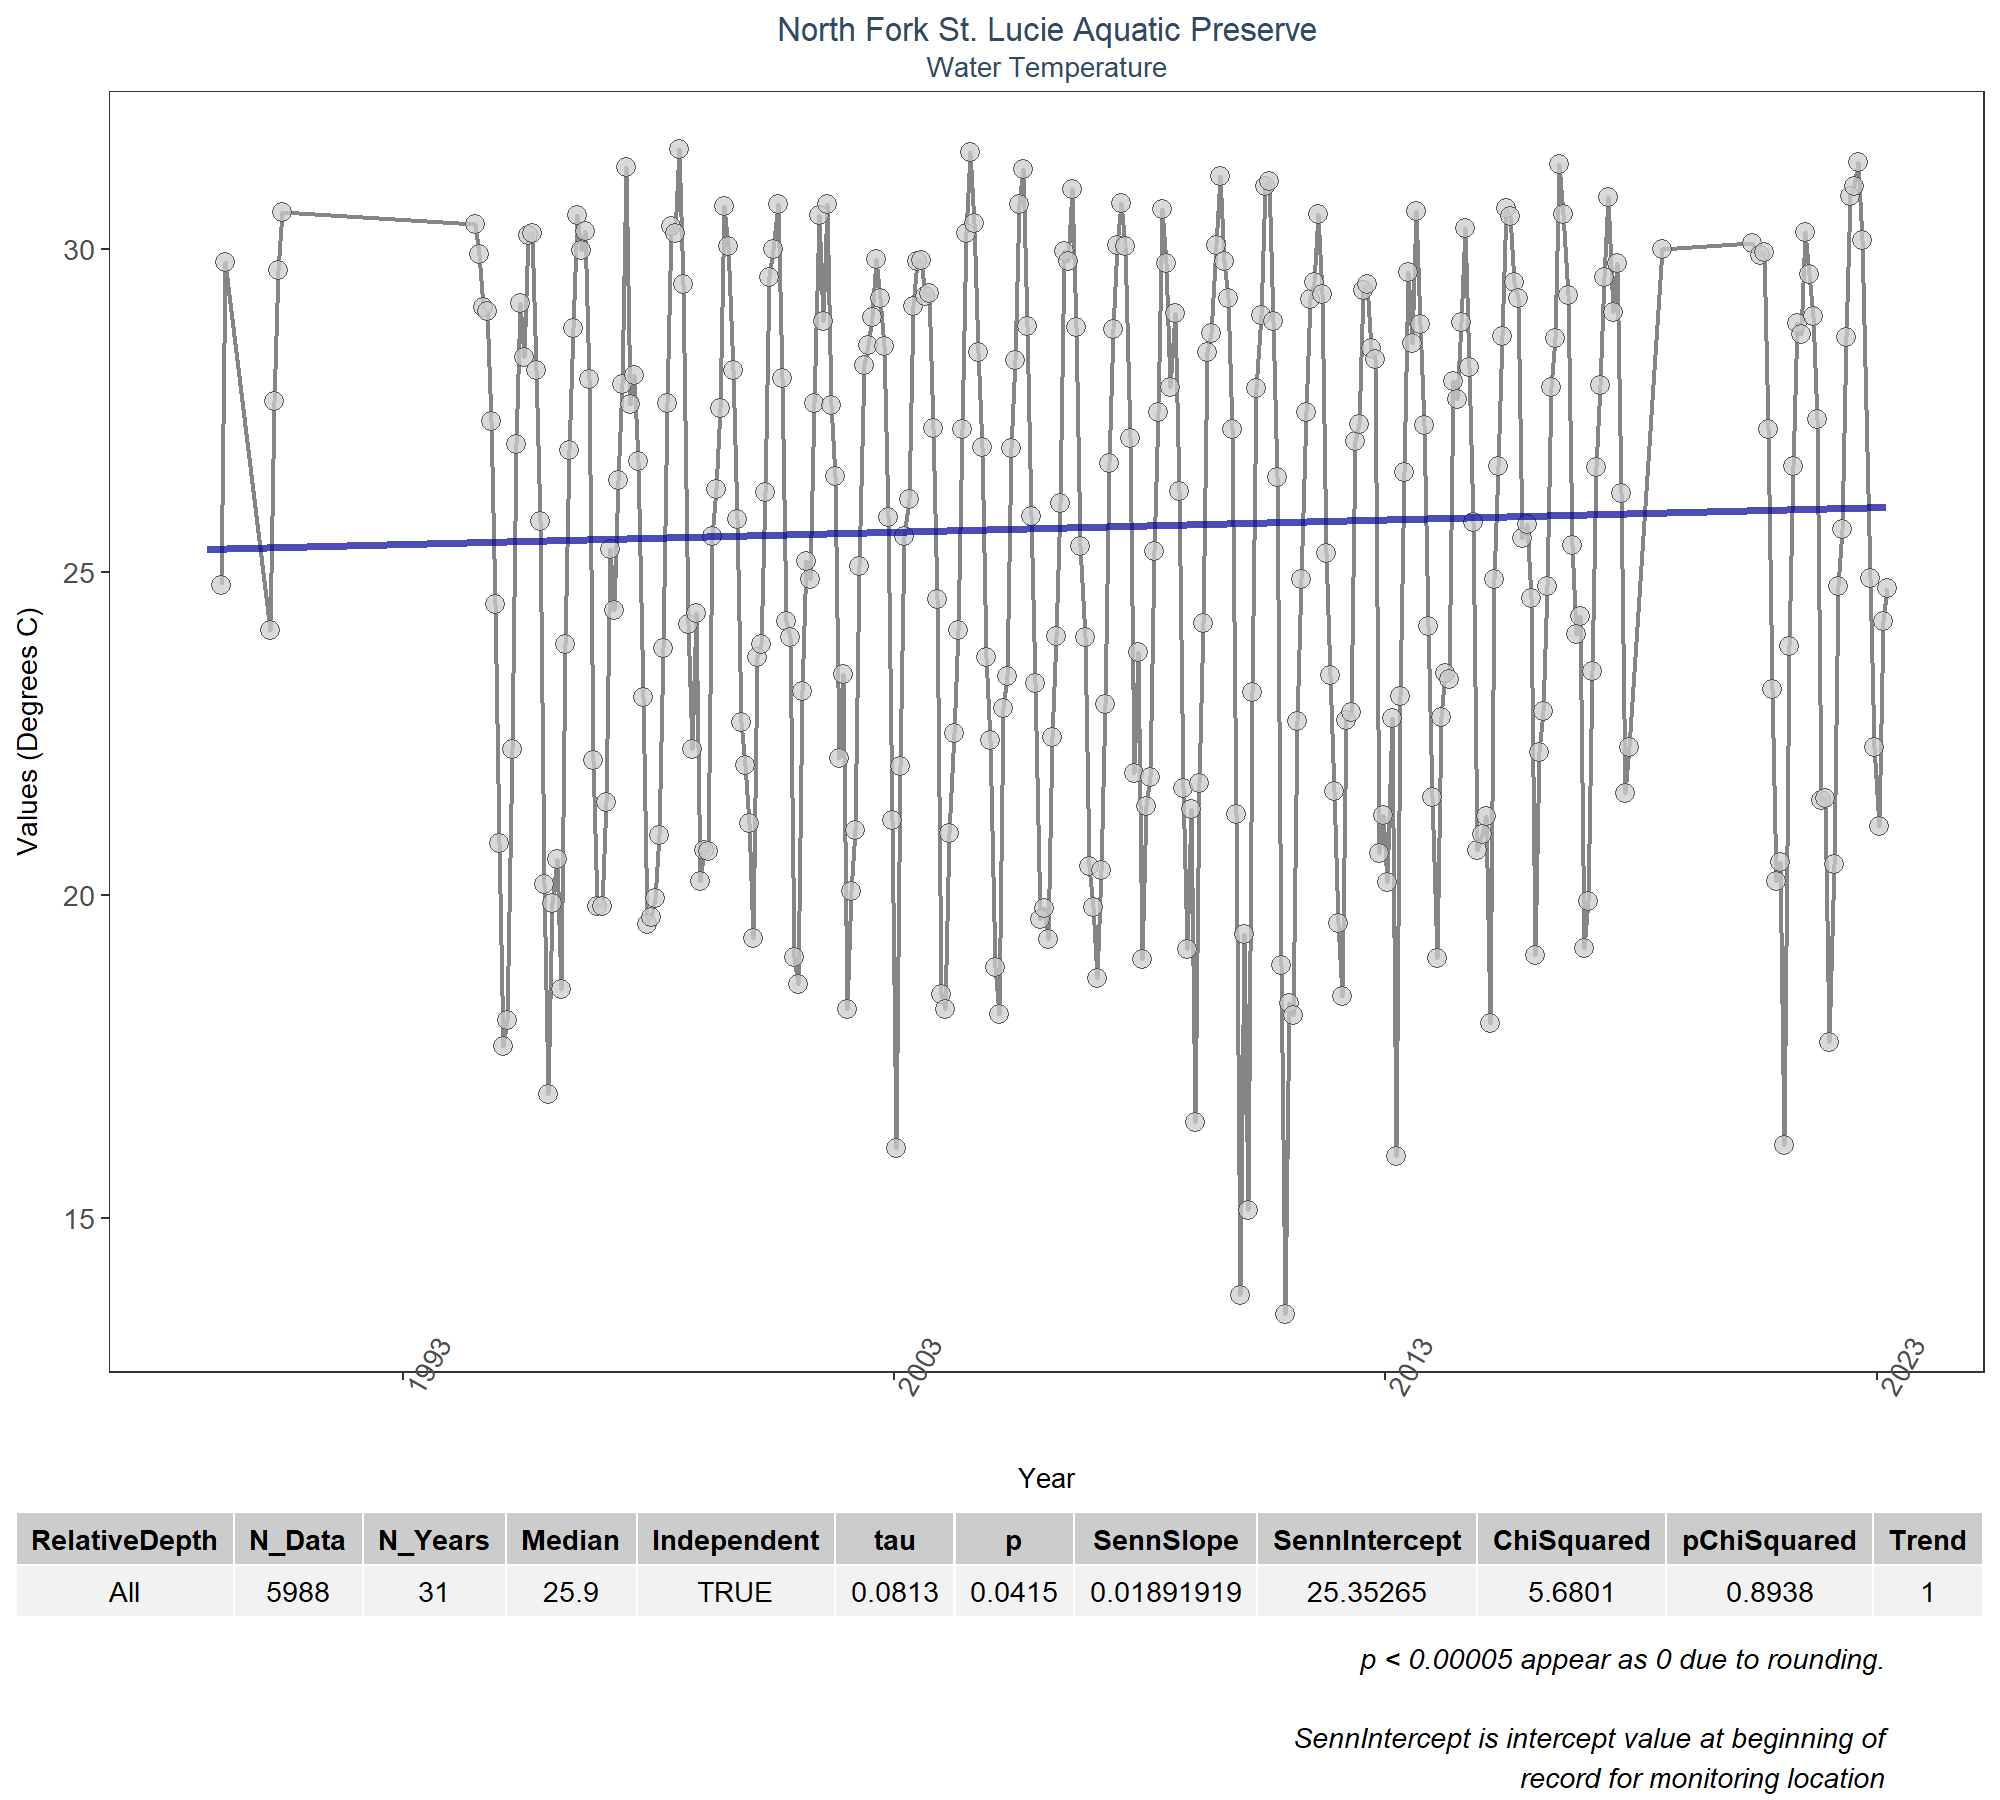 North Fork St. Lucie Aquatic Preserve
Water Temperature
Values (Degrees C)
30
25
20
15
1993 2003 2013 2023
Year
RelativeDepth N_Data N_Years Median Independent tau p SennSlope SennIntercept ChiSquared pChiSquared Trend
All 5988 31 25.9 TRUE 0.0813 0.0415 0.01891919 25.35265 5.6801 0.8938 1
p < 0.00005 appear as 0 due to rounding.
SennIntercept is intercept value at beginning of
record for monitoring location